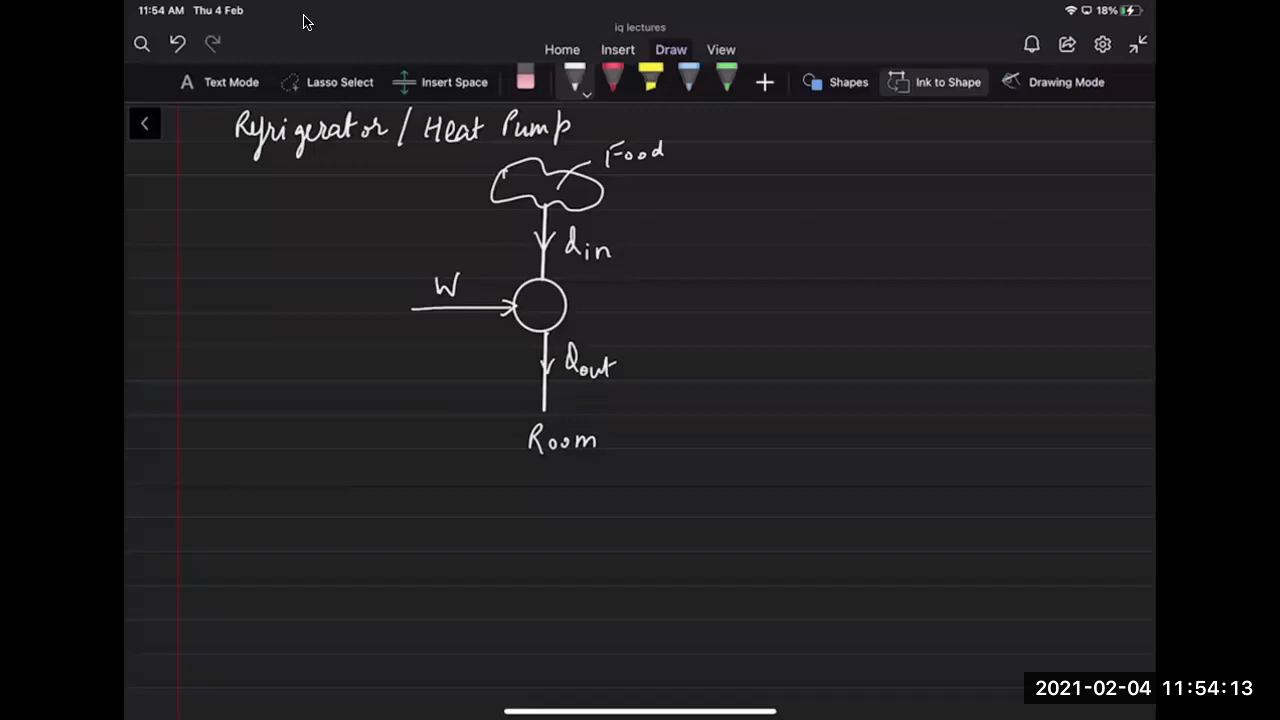 11:54 AM Thu 4 Feb 18%
iq lectures
Home Insert Draw View
Text Mode Lasso Select Insert Space Shapes Ink to Shape Drawing Mode
Refrigerator / Heat Pump
Food
din
W
Qout
Room
2021-02-04 11:54:13